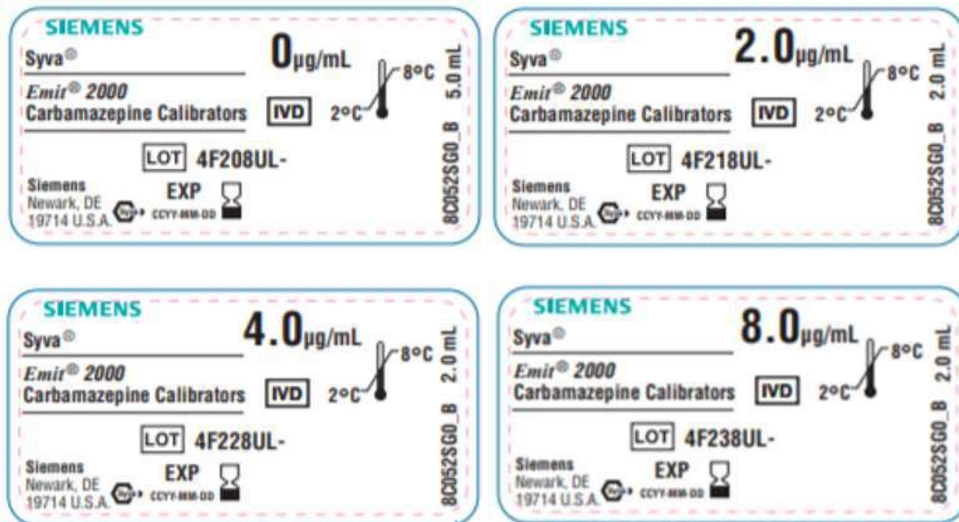 SIEMENS
Syva®
0µg/mL
8°C
5.0 mL
Emit® 2000
Carbamazepine Calibrators
IVD
2°C
LOT 4F208UL-
Siemens
Newark, DE
19714 U.S.A.
EXP
CCYY-MM-DD
8C052SG0_B
SIEMENS
Syva®
2.0µg/mL
8°C
2.0 mL
Emit® 2000
Carbamazepine Calibrators
IVD
2°C
LOT 4F218UL-
Siemens
Newark, DE
19714 U.S.A.
EXP
CCYY-MM-DD
8C052SG0_B
SIEMENS
Syva®
4.0µg/mL
8°C
2.0 mL
Emit® 2000
Carbamazepine Calibrators
IVD
2°C
LOT 4F228UL-
Siemens
Newark, DE
19714 U.S.A.
EXP
CCYY-MM-DD
8C052SG0_B
SIEMENS
Syva®
8.0µg/mL
8°C
2.0 mL
Emit® 2000
Carbamazepine Calibrators
IVD
2°C
LOT 4F238UL-
Siemens
Newark, DE
19714 U.S.A.
EXP
CCYY-MM-DD
8C052SG0_B